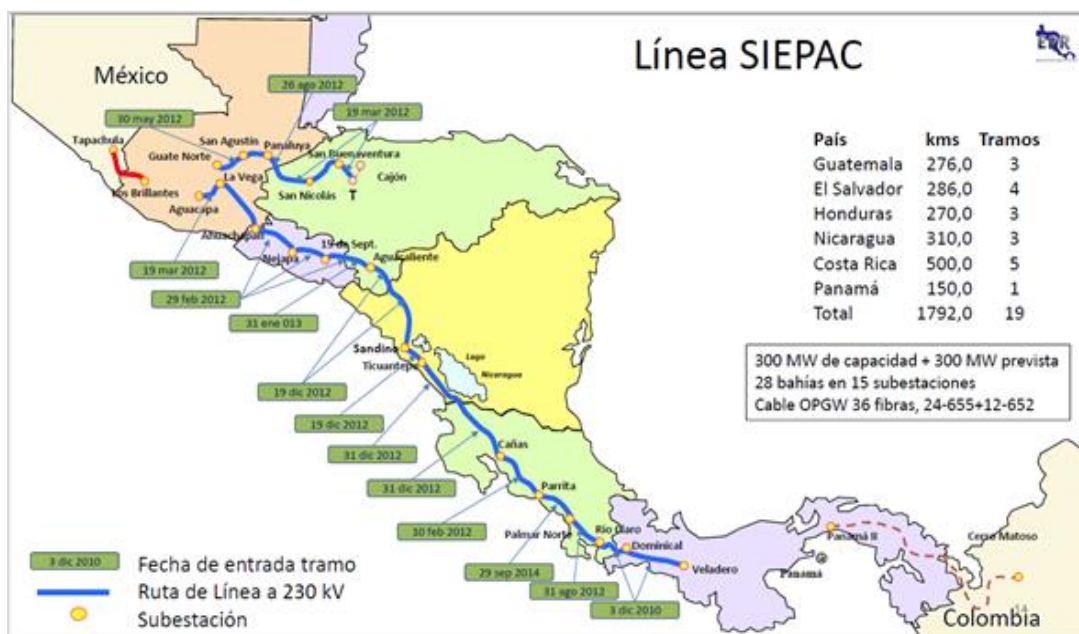 Línea SIEPAC
EPR
México
26 ago 2012
19 mar 2012
30 may 2012
Tapachula
San Agustín
Panaluya
San Buenaventura
Guate Norte
Cajón
Los Brillantes
La Vega
San Nicolás
T
Aguacapa
Ahuachapán
19 de Sept.
Nejapa
Aguacaliente
19 mar 2012
29 feb 2012
31 ene 013
Sandino
Ticuantepe
Lago
Nicaragua
19 dic 2012
19 dic 2012
31 dic 2012
Cañas
31 dic 2012
Parrita
10 feb 2012
Palmar Norte
Río Claro
Dominical
Veladero
29 sep 2014
31 ago 2012
3 dic 2010
Panamá II
Panamá
Cerro Matoso
14
Colombia
País kms Tramos
Guatemala 276,0 3
El Salvador 286,0 4
Honduras 270,0 3
Nicaragua 310,0 3
Costa Rica 500,0 5
Panamá 150,0 1
Total 1792,0 19
300 MW de capacidad + 300 MW prevista
28 bahías en 15 subestaciones
Cable OPGW 36 fibras, 24-655+12-652
3 dic 2010 Fecha de entrada tramo
Ruta de Línea a 230 kV
Subestación